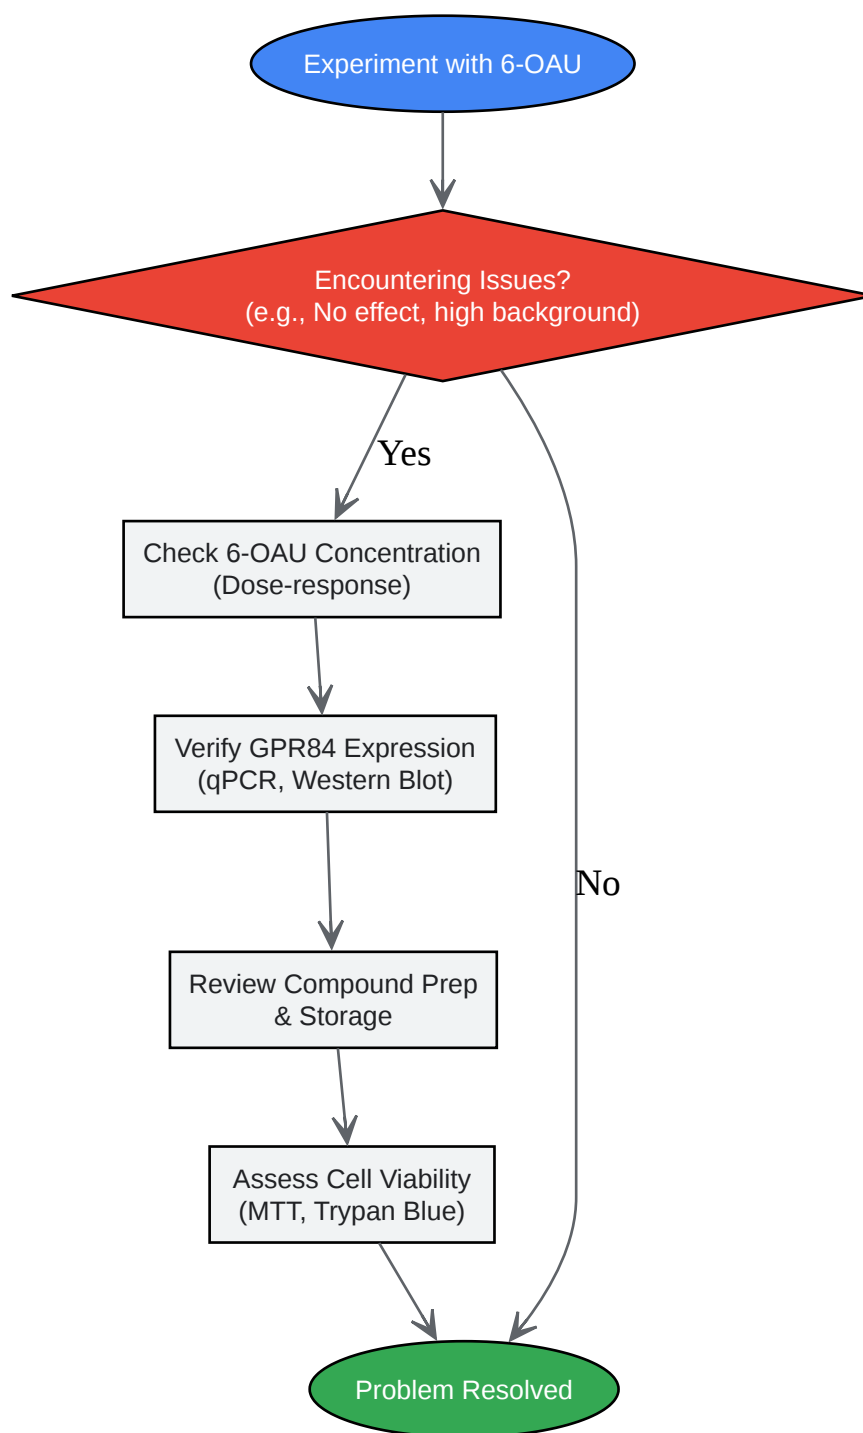 Experiment with 6-OAU
Encountering Issues?
(e.g., No effect, high background)
Yes
Check 6-OAU Concentration
(Dose-response)
Verify GPR84 Expression
(qPCR, Western Blot)
No
Review Compound Prep
& Storage
Assess Cell Viability
(MTT, Trypan Blue)
Problem Resolved